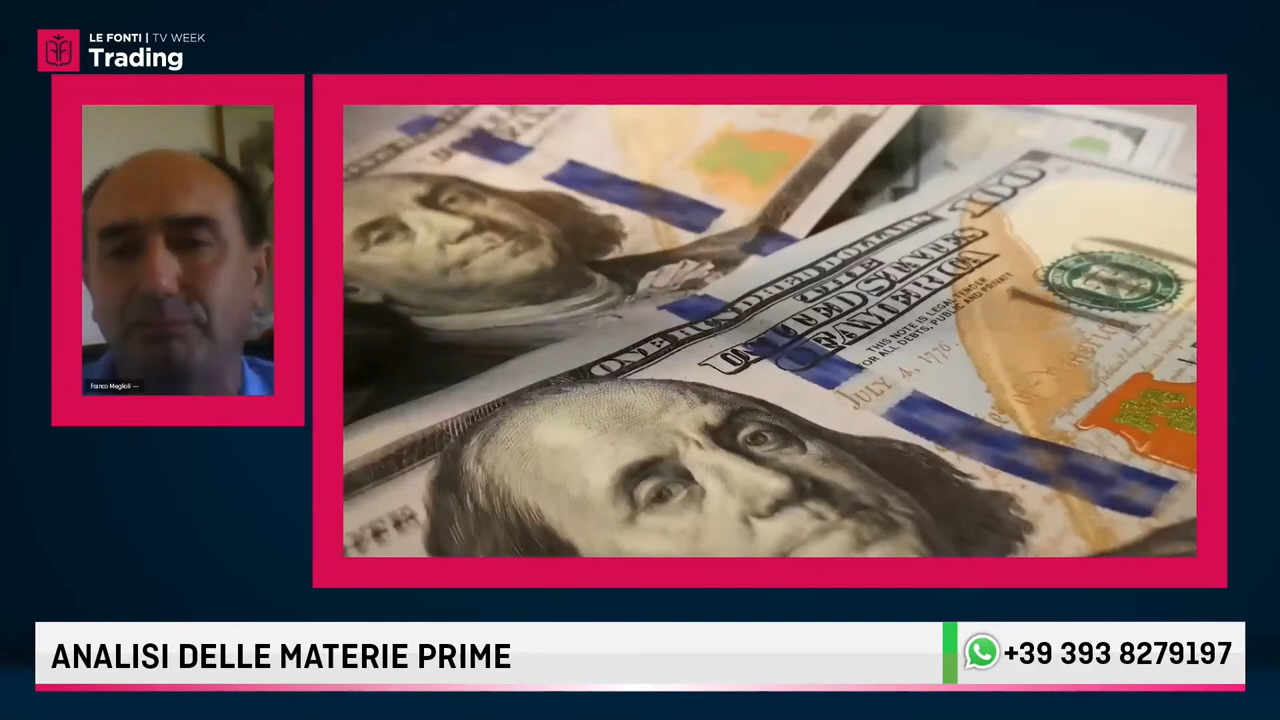 LE FONTI | TV WEEK
Trading
Franco Meglioli
ONE HUNDRED DOLLARS
100
THE
UNITED STATES
OF AMERICA
THIS NOTE IS LEGAL TENDER
FOR ALL DEBTS, PUBLIC AND PRIVATE
JULY 4, 1776
ANALISI DELLE MATERIE PRIME
+39 393 8279197